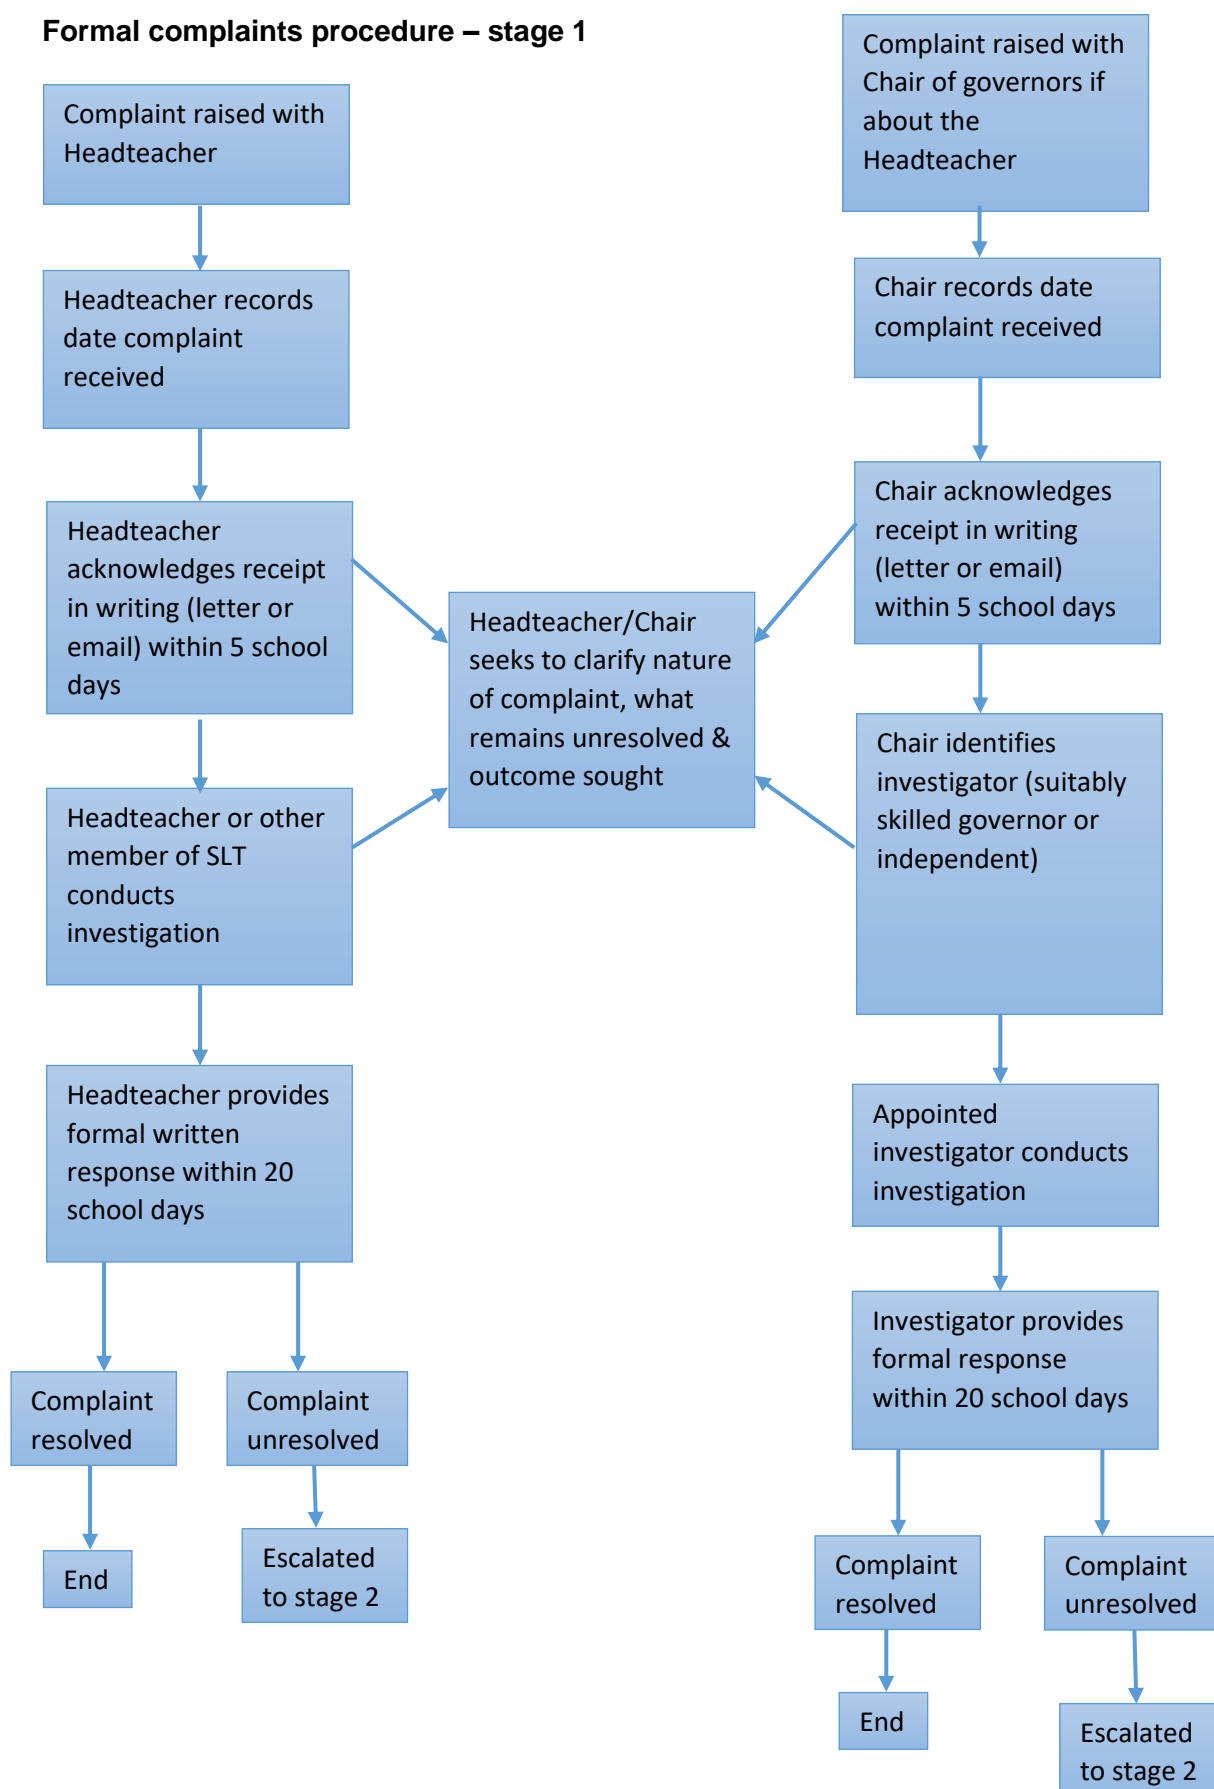 Formal complaints procedure – stage 1
Complaint raised with
Headteacher
Headteacher records
date complaint
received
Headteacher
acknowledges receipt
in writing (letter or
email) within 5 school
days
Headteacher or other
member of SLT
conducts
investigation
Headteacher provides
formal written
response within 20
school days
Complaint
resolved
End
Complaint
unresolved
Escalated
to stage 2
Headteacher/Chair
seeks to clarify nature
of complaint, what
remains unresolved &
outcome sought
Complaint raised with
Chair of governors if
about the
Headteacher
Chair records date
complaint received
Chair acknowledges
receipt in writing
(letter or email)
within 5 school days
Chair identifies
investigator (suitably
skilled governor or
independent)
Appointed
investigator conducts
investigation
Investigator provides
formal response
within 20 school days
Complaint
resolved
End
Complaint
unresolved
Escalated
to stage 2